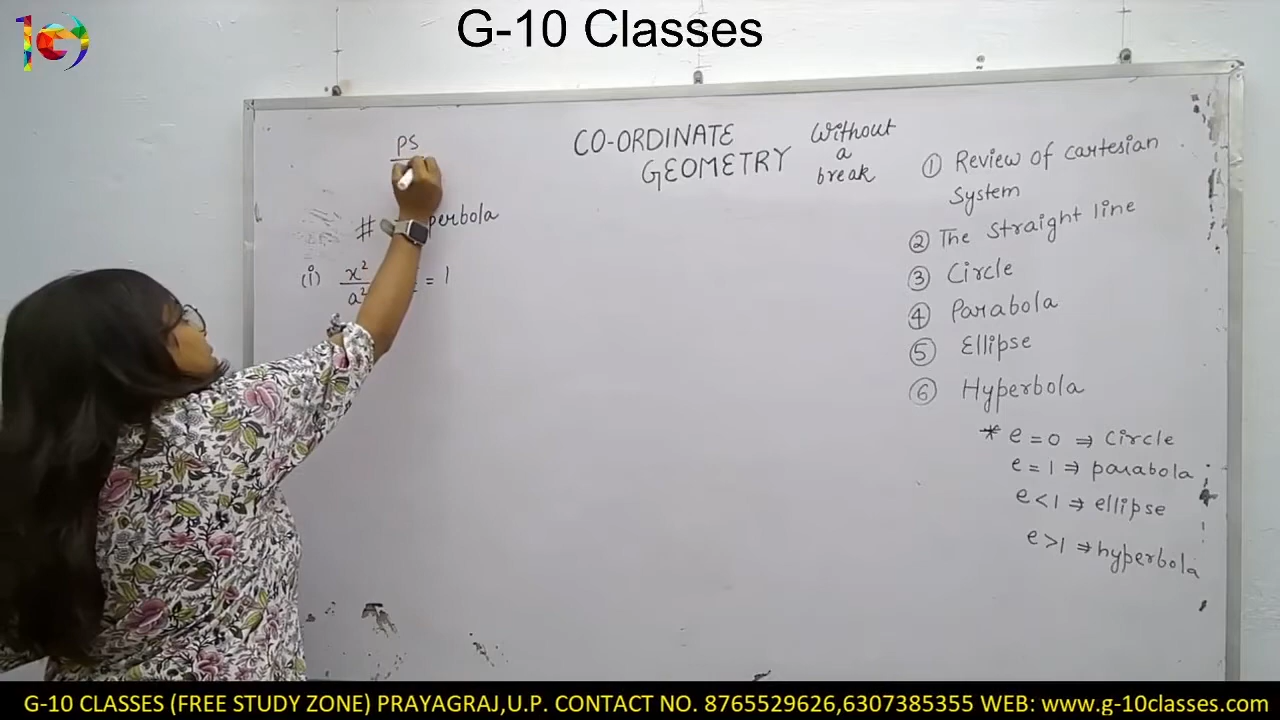 G-10 Classes
PS
CO-ORDINATE
GEOMETRY
Without
a
break
# perbola
(i) x² = 1
a²
① Review of cartesian
System
② The straight line
③ Circle
④ Parabola
⑤ Ellipse
⑥ Hyperbola
* e = 0 ⇒ circle
e = 1 ⇒ parabola
e < 1 ⇒ ellipse
e > 1 ⇒ hyperbola
G-10 CLASSES (FREE STUDY ZONE) PRAYAGRAJ,U.P. CONTACT NO. 8765529626,6307385355 WEB: www.g-10classes.com